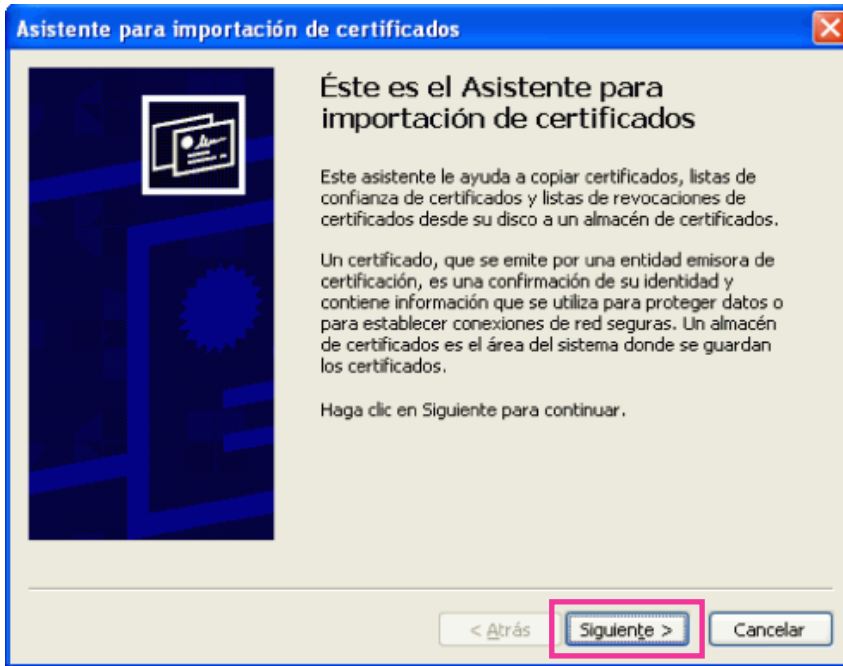 Asistente para importación de certificados
Éste es el Asistente para
importación de certificados
Este asistente le ayuda a copiar certificados, listas de
confianza de certificados y listas de revocaciones de
certificados desde su disco a un almacén de certificados.
Un certificado, que se emite por una entidad emisora de
certificación, es una confirmación de su identidad y
contiene información que se utiliza para proteger datos o
para establecer conexiones de red seguras. Un almacén
de certificados es el área del sistema donde se guardan
los certificados.
Haga clic en Siguiente para continuar.
< Atrás Siguiente > Cancelar